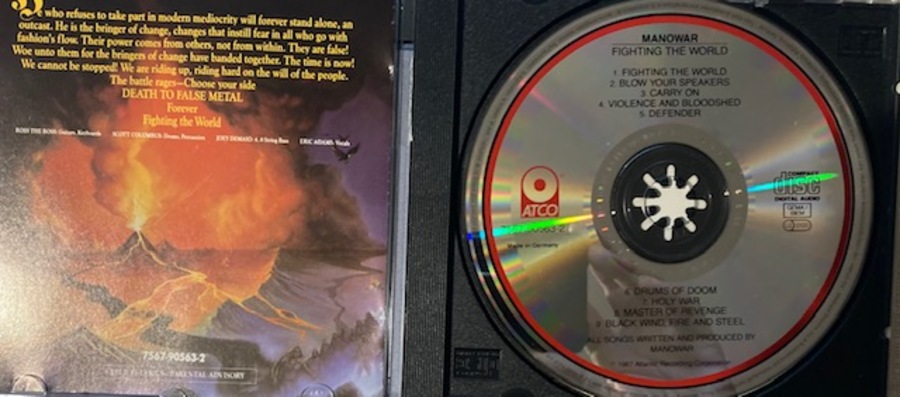 He who refuses to take part in modern mediocrity will forever stand alone, an
outcast. He is the bringer of change, changes that instill fear in all who go with
fashion's flow. Their power comes from others, not from within. They are false!
Woe unto them for the bringers of change have banded together. The time is now!
We cannot be stopped! We are riding up, riding hard on the will of the people.
The battle rages—Choose your side
DEATH TO FALSE METAL
Forever
Fighting the World
ROSS THE BOSS: Guitars, Keyboards SCOTT COLUMBUS: Drums, Percussion JOEY DEMAIO: 4, 8 String Bass ERIC ADAMS: Vocals
7567-90563-2
PARENTAL ADVISORY
MANOWAR
FIGHTING THE WORLD
1. FIGHTING THE WORLD
2. BLOW YOUR SPEAKERS
3. CARRY ON
4. VIOLENCE AND BLOODSHED
5. DEFENDER
ATCO
7567-90563-2
Made in Germany
COMPACT
disc
DIGITAL AUDIO
GEMA
BIEM
6. DRUMS OF DOOM
7. HOLY WAR
8. MASTER OF REVENGE
9. BLACK WIND, FIRE AND STEEL
ALL SONGS WRITTEN AND PRODUCED BY
MANOWAR
1987 Atlantic Recording Corporation